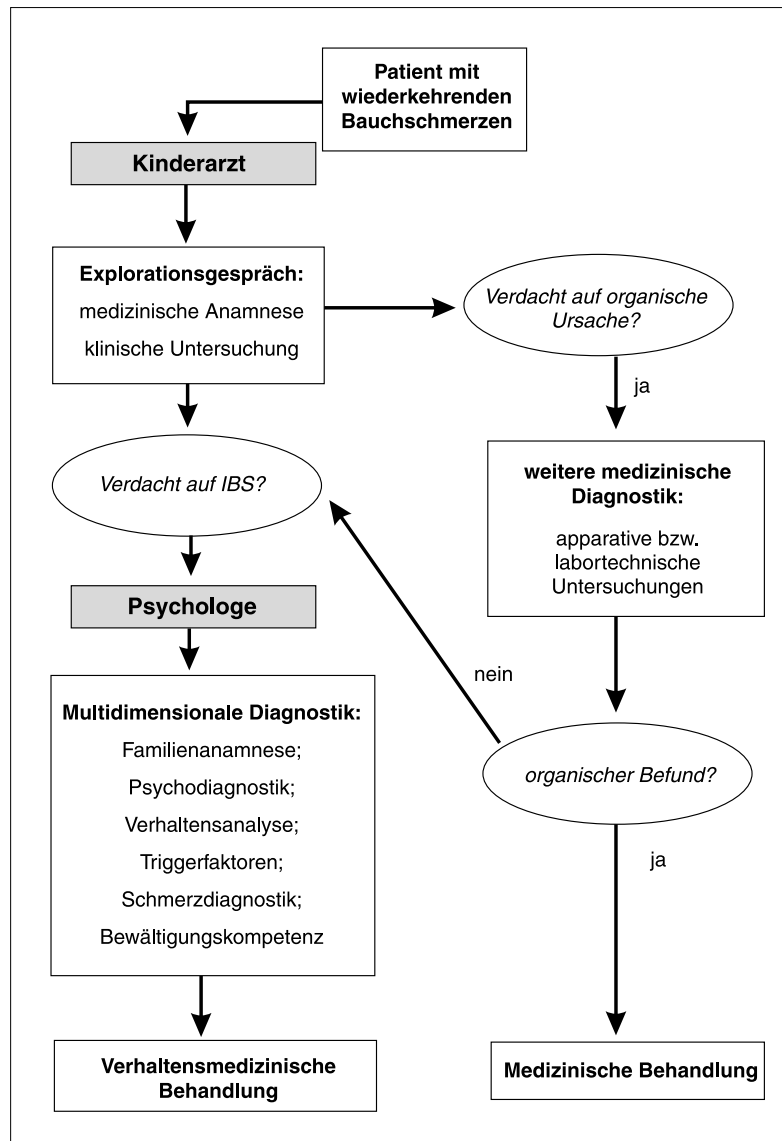 Patient mit
wiederkehrenden
Bauchschmerzen
Kinderarzt
Explorationsgespräch:
medizinische Anamnese
klinische Untersuchung
Verdacht auf organische
Ursache?
ja
Verdacht auf IBS?
weitere medizinische
Diagnostik:
apparative bzw.
labortechnische
Untersuchungen
Psychologe
nein
Multidimensionale Diagnostik:
Familienanamnese;
Psychodiagnostik;
Verhaltensanalyse;
Triggerfaktoren;
Schmerzdiagnostik;
Bewältigungskompetenz
organischer Befund?
ja
Verhaltensmedizinische
Behandlung
Medizinische Behandlung